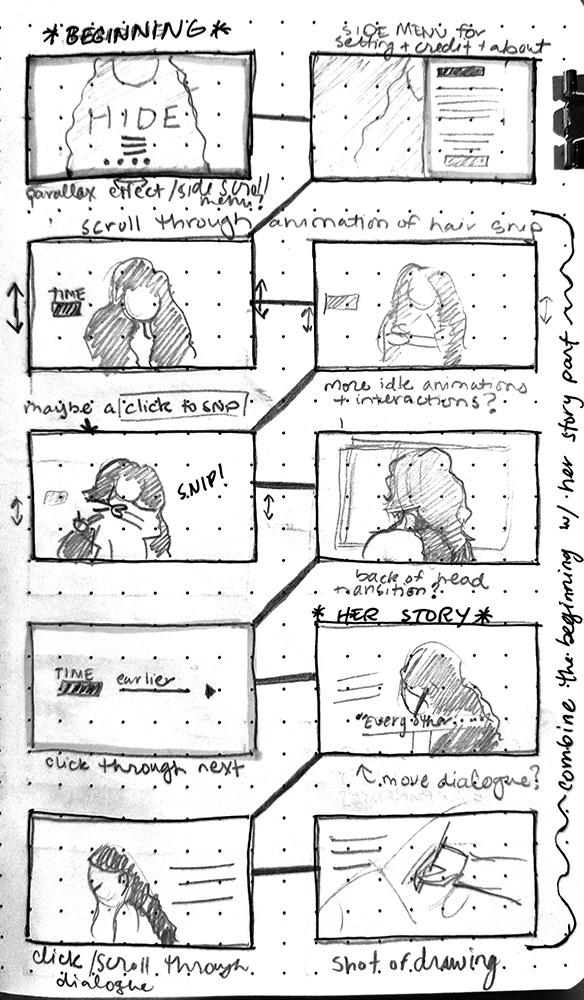 *BEGINNING*
SIDE MENU for
setting + credit + about
HIDE
parallax effect / side scroll
menu?
scroll through animation of hair snip
TIME
maybe a click to snip
more idle animations
+ interactions?
SNIP!
back of head
transition?
*HER STORY*
TIME earlier
"Every other....
click through next
move dialogue?
click/scroll through
dialogue
shot of drawing
combine the beginning w/ her story part